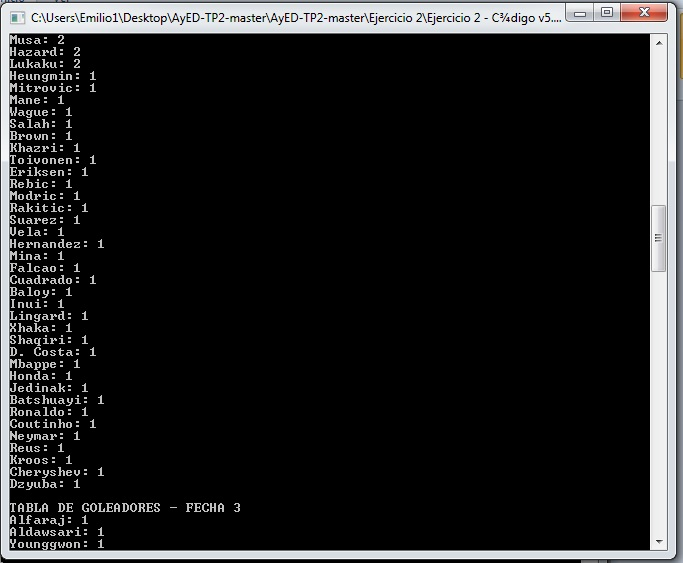 C:\Users\Emilio1\Desktop\AyED-TP2-master\AyED-TP2-master\Ejercicio 2\Ejercicio 2 - C¾digo v5....
Musa: 2
Hazard: 2
Lukaku: 2
Heungmin: 1
Mitrovic: 1
Mane: 1
Wague: 1
Salah: 1
Brown: 1
Khazri: 1
Toivonen: 1
Eriksen: 1
Rebic: 1
Modric: 1
Rakitic: 1
Suarez: 1
Vela: 1
Hernandez: 1
Mina: 1
Falcao: 1
Cuadrado: 1
Baloy: 1
Inui: 1
Lingard: 1
Xhaka: 1
Shaqiri: 1
D. Costa: 1
Mbappe: 1
Honda: 1
Jedinak: 1
Batshuayi: 1
Ronaldo: 1
Coutinho: 1
Neymar: 1
Reus: 1
Kroos: 1
Cheryshev: 1
Dzyuba: 1
TABLA DE GOLEADORES - FECHA 3
Alfaraj: 1
Aldawsari: 1
Younggwon: 1